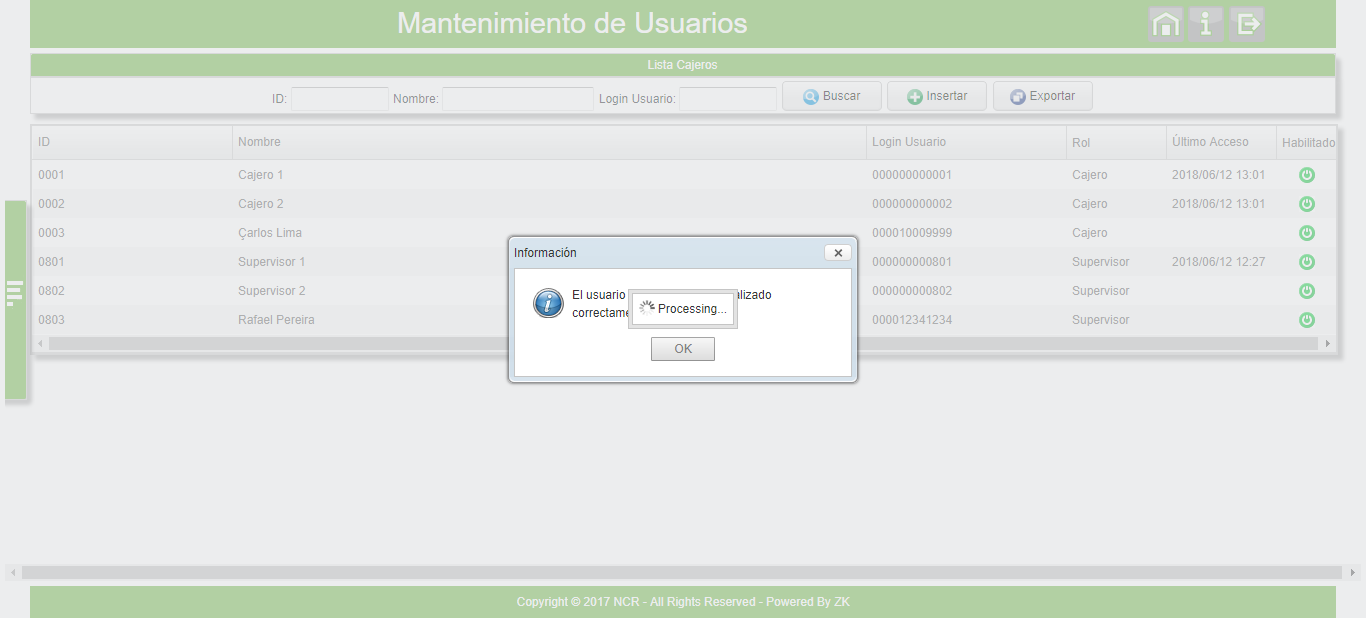 Mantenimiento de Usuarios
Lista Cajeros
ID: Nombre: Login Usuario: Buscar Insertar Exportar
ID Nombre Login Usuario Rol Último Acceso Habilitado
0001 Cajero 1 000000000001 Cajero 2018/06/12 13:01
0002 Cajero 2 000000000002 Cajero 2018/06/12 13:01
0003 Çarlos Lima 000010009999 Cajero
0801 Supervisor 1 000000000801 Supervisor 2018/06/12 12:27
0802 Supervisor 2 000000000802 Supervisor
0803 Rafael Pereira 000012341234 Supervisor
Información
El usuario alizado
correctame
Processing...
OK
Copyright © 2017 NCR - All Rights Reserved - Powered By ZK